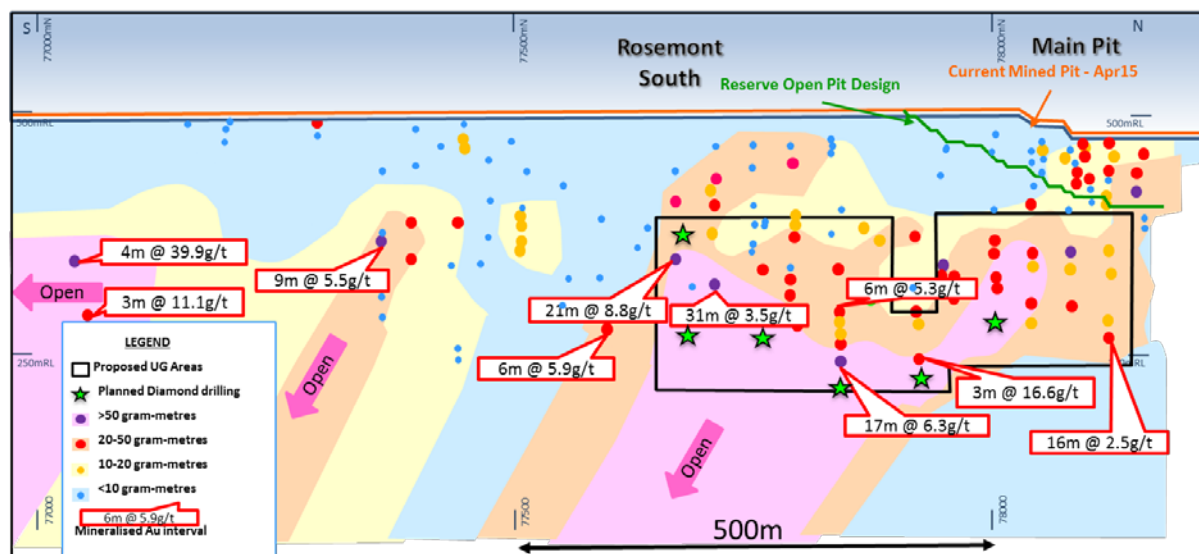 S
77000mN
77500mN
78000mN
N
Rosemont
South
Main Pit
Current Mined Pit - Apr15
Reserve Open Pit Design
500mRL
500mRL
4m @ 39.9g/t
Open
3m @ 11.1g/t
9m @ 5.5g/t
Open
21m @ 8.8g/t
31m @ 3.5g/t
6m @ 5.3g/t
6m @ 5.9g/t
250mRL
Open
17m @ 6.3g/t
3m @ 16.6g/t
16m @ 2.5g/t
LEGEND
Proposed UG Areas
Planned Diamond drilling
>50 gram-metres
20-50 gram-metres
10-20 gram-metres
<10 gram-metres
6m @ 5.9g/t
Mineralised Au interval
77000
77500
78000
500m